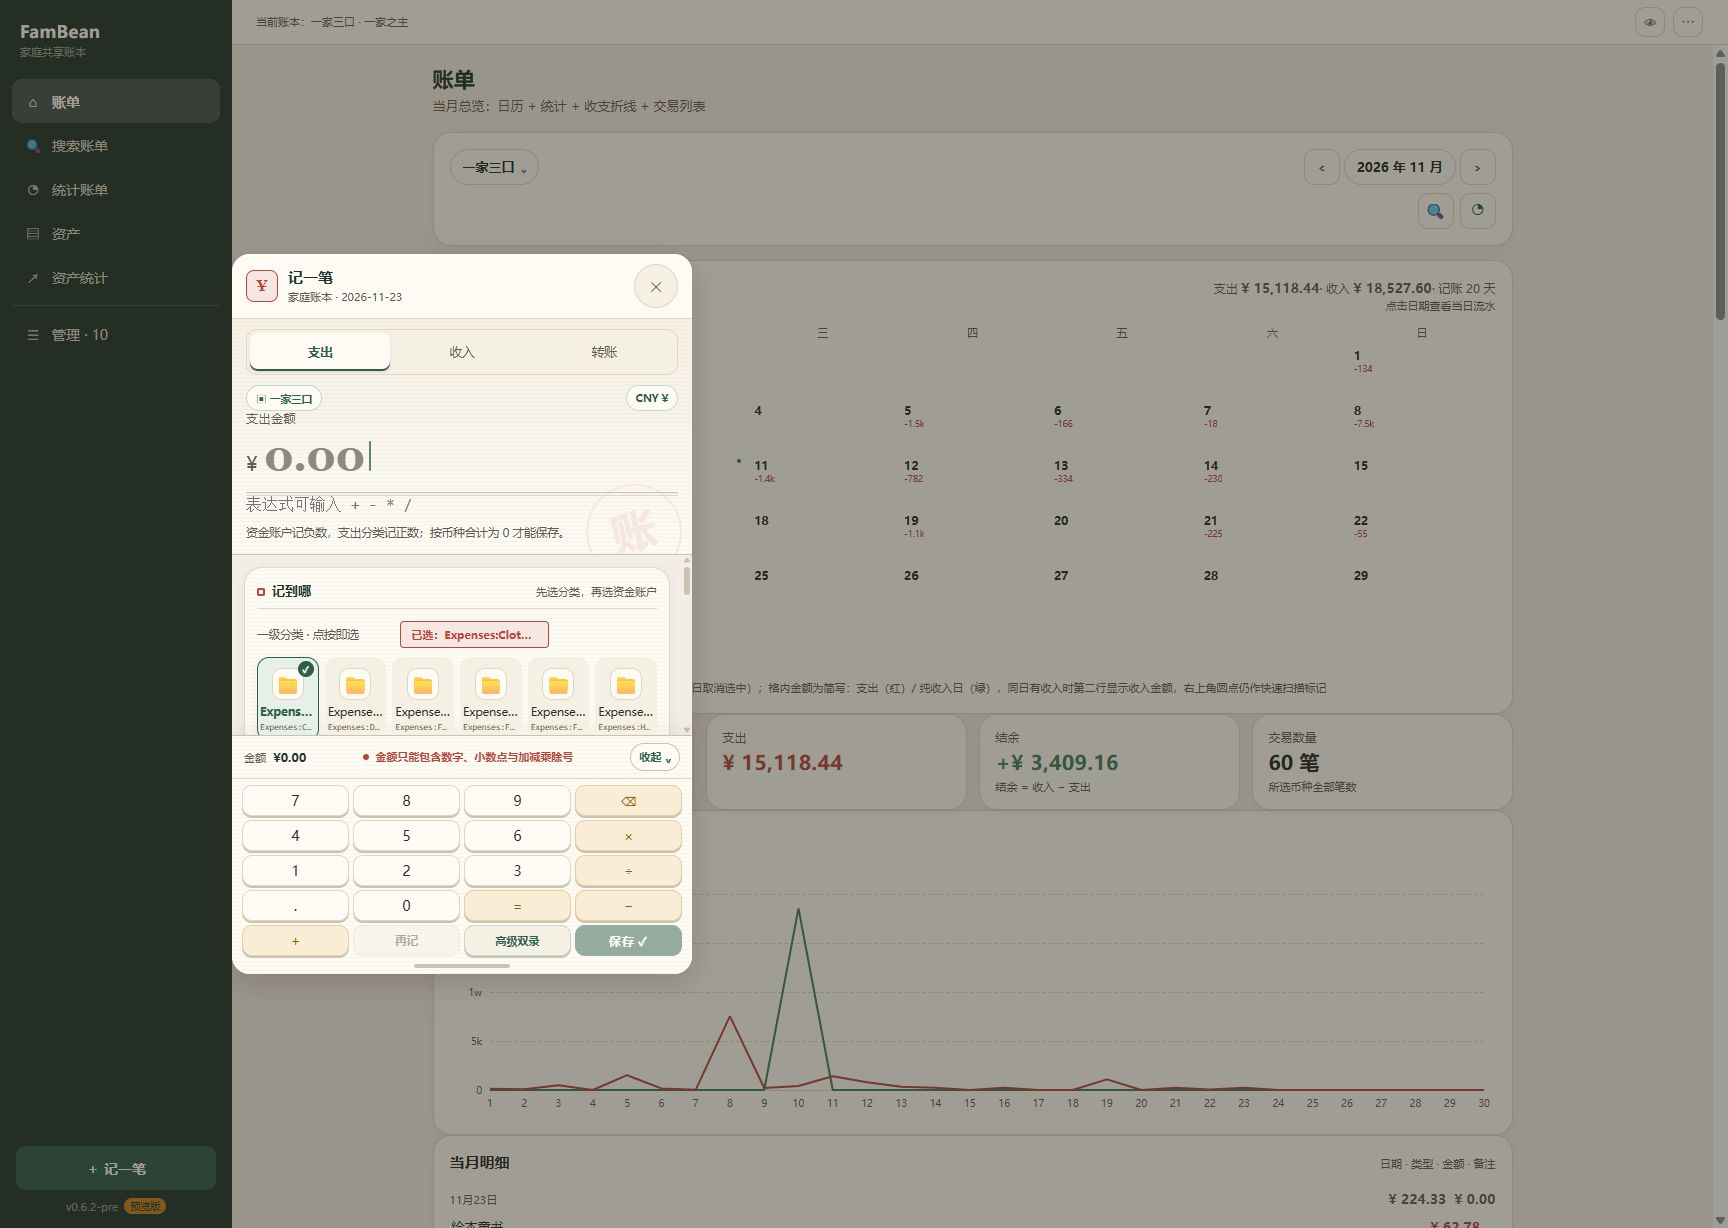 FamBean
家庭共享账本
账单
搜索账单
统计账单
资产
资产统计
管理 · 10
+ 记一笔
v0.6.2-pre 预览版
当前账本：一家三口 · 一家之主
账单
当月总览：日历 + 统计 + 收支折线 + 交易列表
一家三口
2026 年 11 月
支出 ¥ 15,118.44· 收入 ¥ 18,527.60· 记账 20 天
点击日期查看当日流水
三 四 五 六 日
1
-134
4 5 6 7 8
-1.5k -166 -18 -7.5k
11 12 13 14 15
-1.4k -782 -334 -230
18 19 20 21 22
-1.1k -225 -55
25 26 27 28 29
日取消选中）；格内金额为简写：支出（红）/ 纯收入日（绿），同日有收入时第二行显示收入金额，右上角圆点仍作快速扫描标记
支出
¥ 15,118.44
结余
+¥ 3,409.16
结余 = 收入 − 支出
交易数量
60 笔
所选币种全部笔数
1w
5k
0
1 2 3 4 5 6 7 8 9 10 11 12 13 14 15 16 17 18 19 20 21 22 23 24 25 26 27 28 29 30
当月明细
日期 · 类型 · 金额 · 备注
11月23日
¥ 224.33 ¥ 0.00
绘本童书
¥ 62.78
¥
记一笔
家庭账本 · 2026-11-23
×
支出 收入 转账
一家三口
CNY ¥
支出金额
¥ 0.00
表达式可输入 + - * /
资金账户记负数，支出分类记正数；按币种合计为 0 才能保存。
账
记到哪
先选分类，再选资金账户
一级分类 · 点按即选
已选：Expenses:Clot...
Expens... Expense... Expense... Expense... Expense... Expense...
Expenses:C... Expenses:D... Expenses:F... Expenses:F... Expenses:F... Expenses:H...
金额 ¥0.00
金额只能包含数字、小数点与加减乘除号
收起
7 8 9 ⌫
4 5 6 ×
1 2 3 ÷
. 0 = −
+ 再记 高级双录 保存 ✓